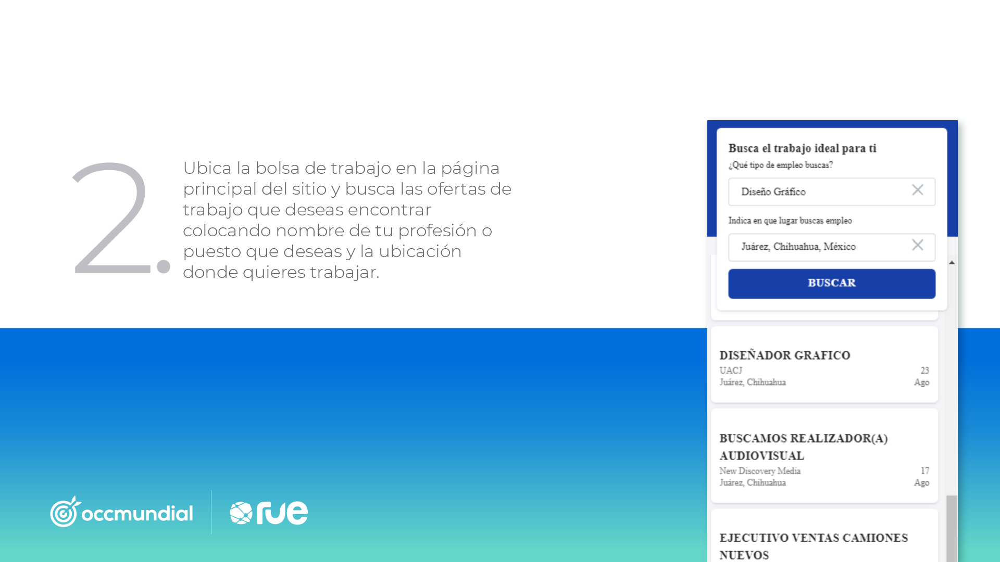 2.
Ubica la bolsa de trabajo en la página
principal del sitio y busca las ofertas de
trabajo que deseas encontrar
colocando nombre de tu profesión o
puesto que deseas y la ubicación
donde quieres trabajar.
Busca el trabajo ideal para ti
¿Qué tipo de empleo buscas?
Diseño Gráfico
Indica en que lugar buscas empleo
Juárez, Chihuahua, México
BUSCAR
DISEÑADOR GRAFICO
UACJ 23
Juárez, Chihuahua Ago
BUSCAMOS REALIZADOR(A)
AUDIOVISUAL
New Discovery Media 17
Juárez, Chihuahua Ago
EJECUTIVO VENTAS CAMIONES
NUEVOS
occmundial
rue